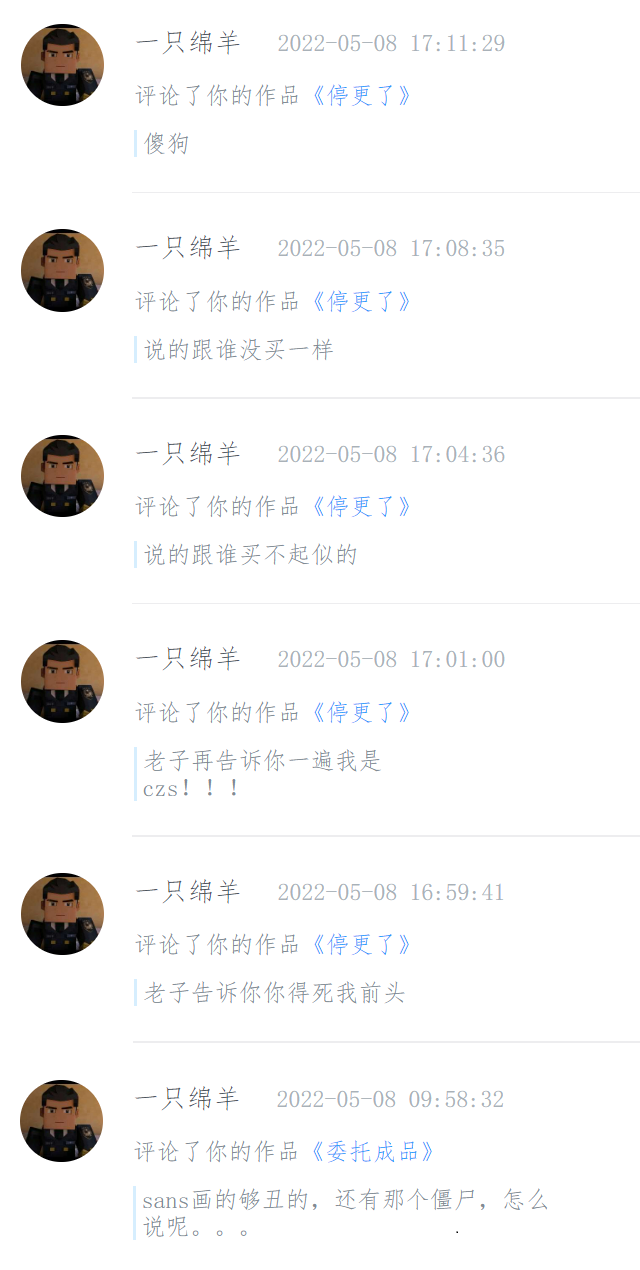 一只绵羊 2022-05-08 17:11:29
评论了你的作品《停更了》
傻狗
一只绵羊 2022-05-08 17:08:35
评论了你的作品《停更了》
说的跟谁没买一样
一只绵羊 2022-05-08 17:04:36
评论了你的作品《停更了》
说的跟谁买不起似的
一只绵羊 2022-05-08 17:01:00
评论了你的作品《停更了》
老子再告诉你一遍我是
czs！！！
一只绵羊 2022-05-08 16:59:41
评论了你的作品《停更了》
老子告诉你你得死我前头
一只绵羊 2022-05-08 09:58:32
评论了你的作品《委托成品》
sans画的够丑的，还有那个僵尸，怎么
说呢。。。